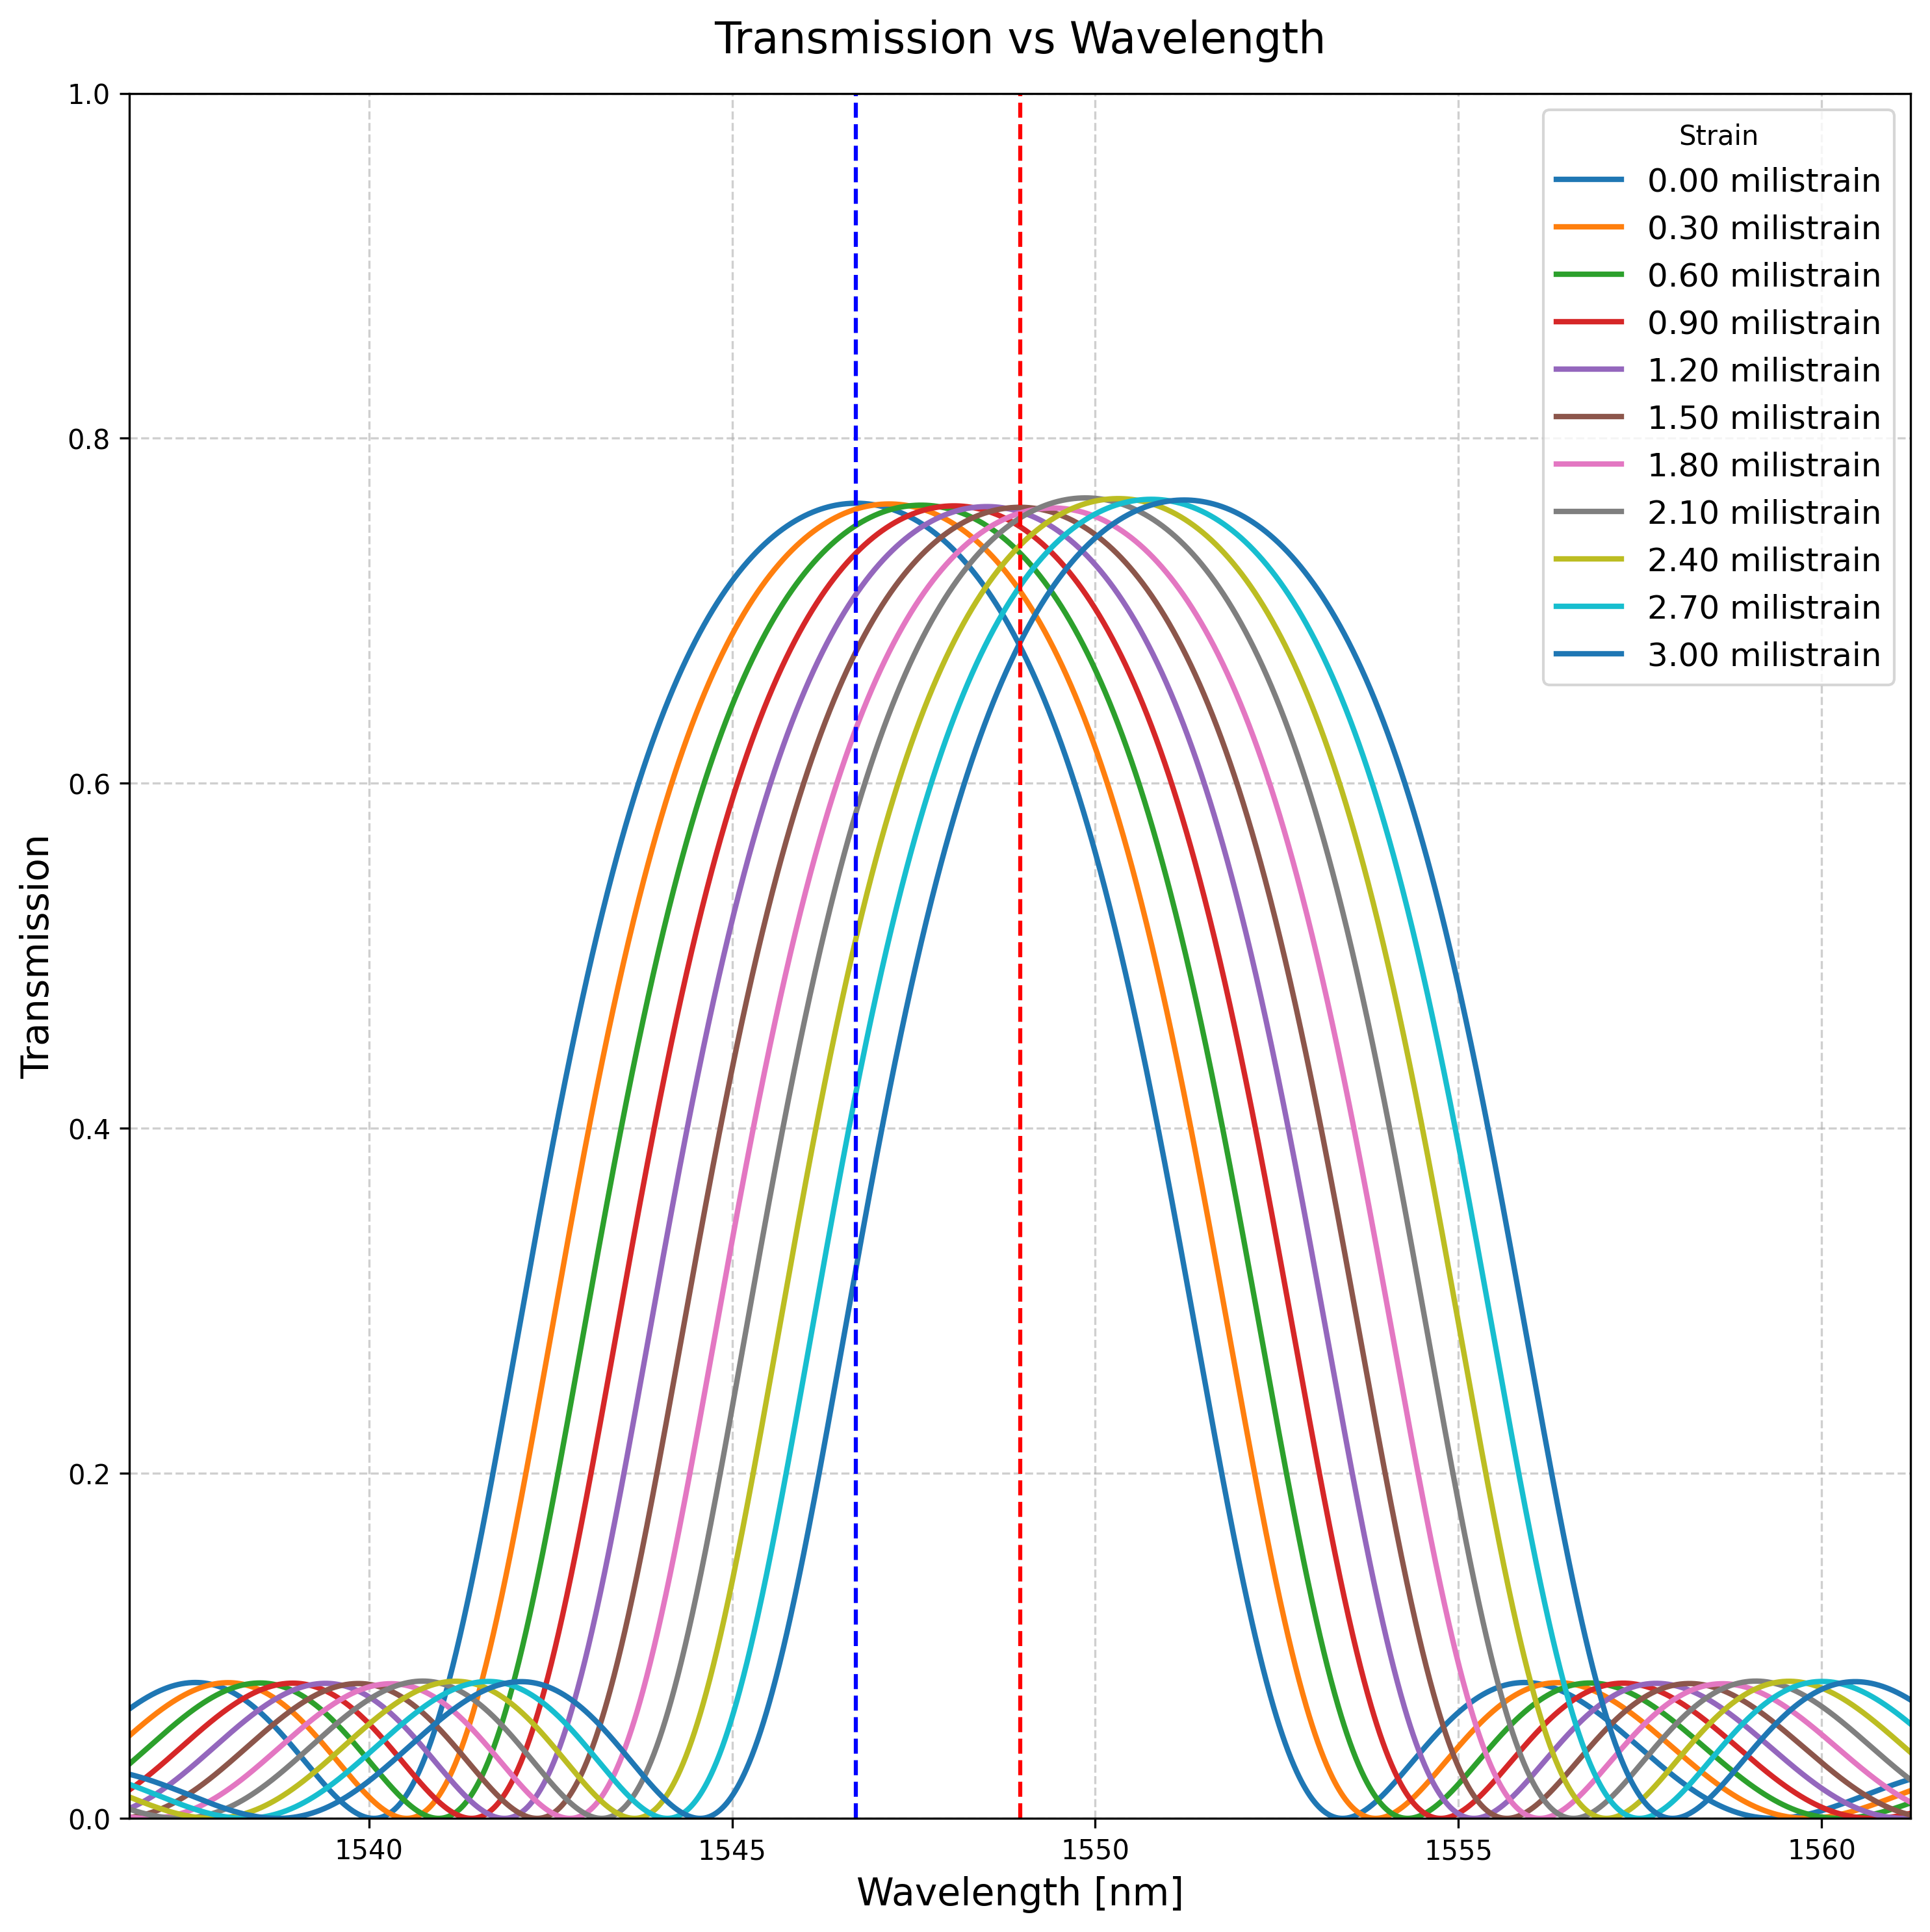 Transmission vs Wavelength
1.0
0.8
0.6
0.4
0.2
0.0
Transmission
1540
1545
1550
1555
1560
Wavelength [nm]
Strain
0.00 milistrain
0.30 milistrain
0.60 milistrain
0.90 milistrain
1.20 milistrain
1.50 milistrain
1.80 milistrain
2.10 milistrain
2.40 milistrain
2.70 milistrain
3.00 milistrain